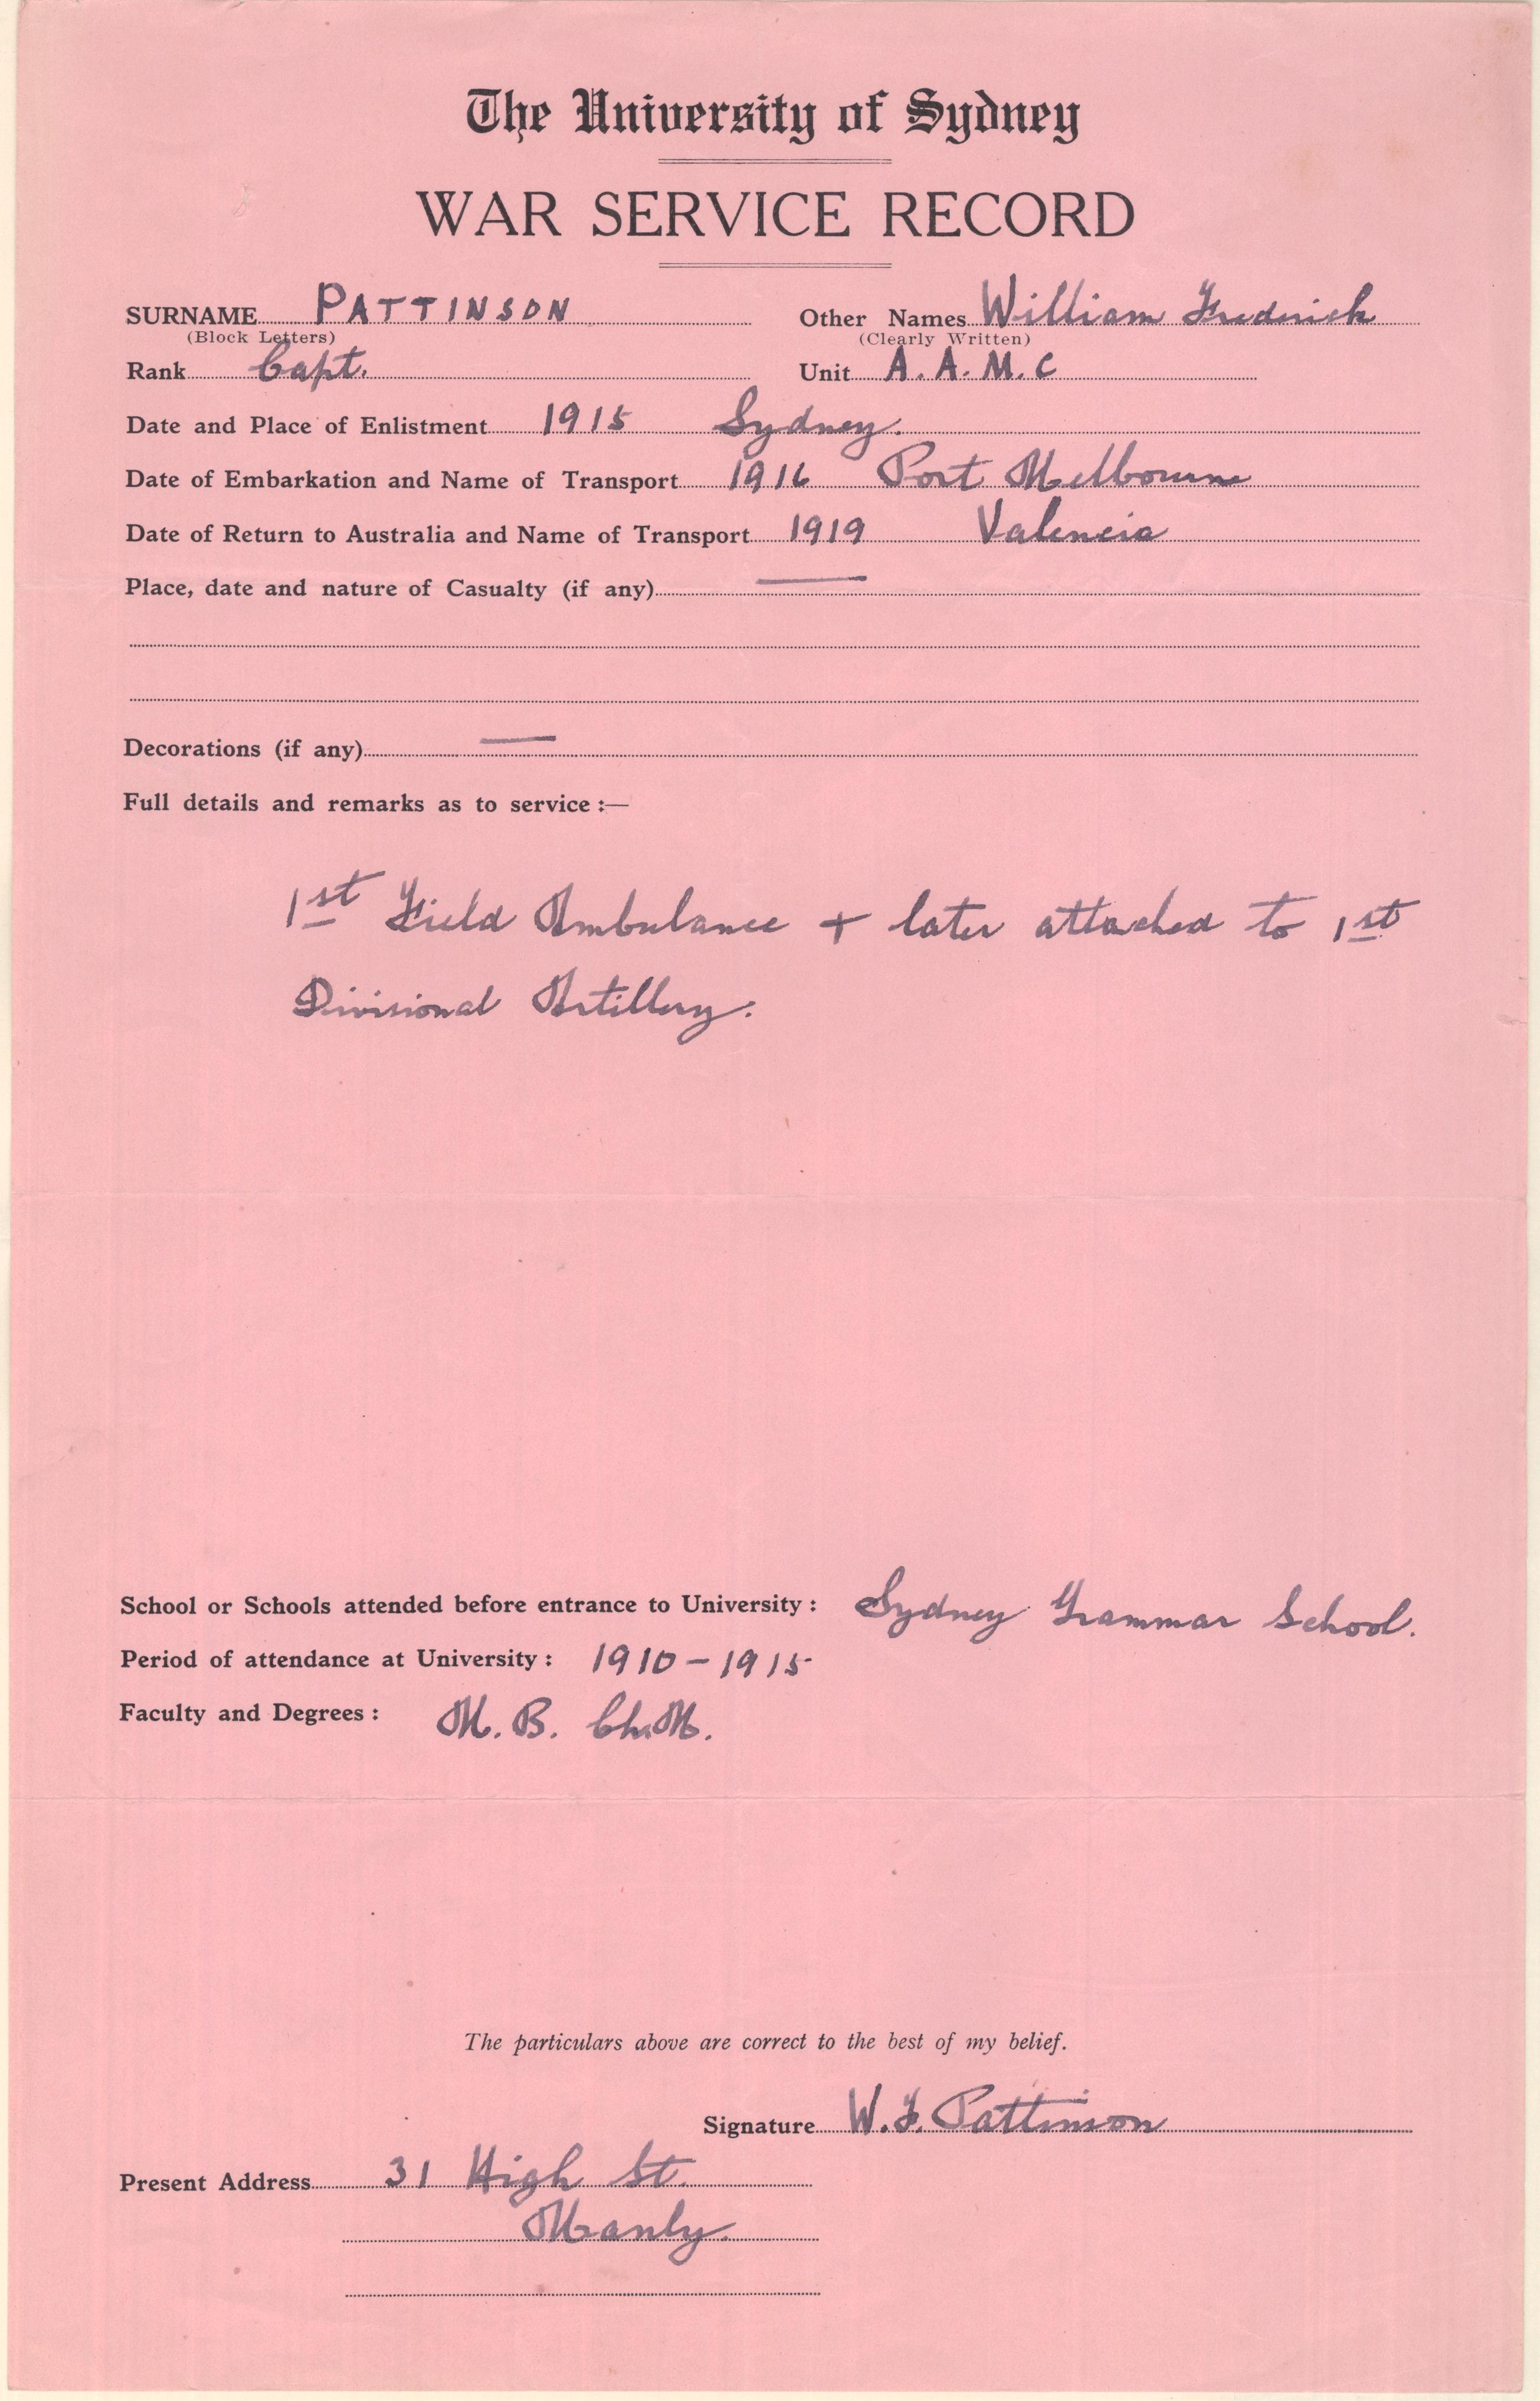 The University of Sydney
WAR SERVICE RECORD
SURNAME PATTINSON Other Names William Frederick
(Block Letters) (Clearly Written)
Rank Capt. Unit A. A. M. C
Date and Place of Enlistment 1915 Sydney.
Date of Embarkation and Name of Transport 1916 Port Melbourne
Date of Return to Australia and Name of Transport 1919 Valencia
Place, date and nature of Casualty (if any) —
Decorations (if any) —
Full details and remarks as to service :—
1st Field Ambulance + later attached to 1st
Divisional Artillery.
School or Schools attended before entrance to University : Sydney Grammar School.
Period of attendance at University : 1910 - 1915
Faculty and Degrees : M. B. Ch.M.
The particulars above are correct to the best of my belief.
Signature W. F. Pattinson
Present Address 31 High St.
Manly.